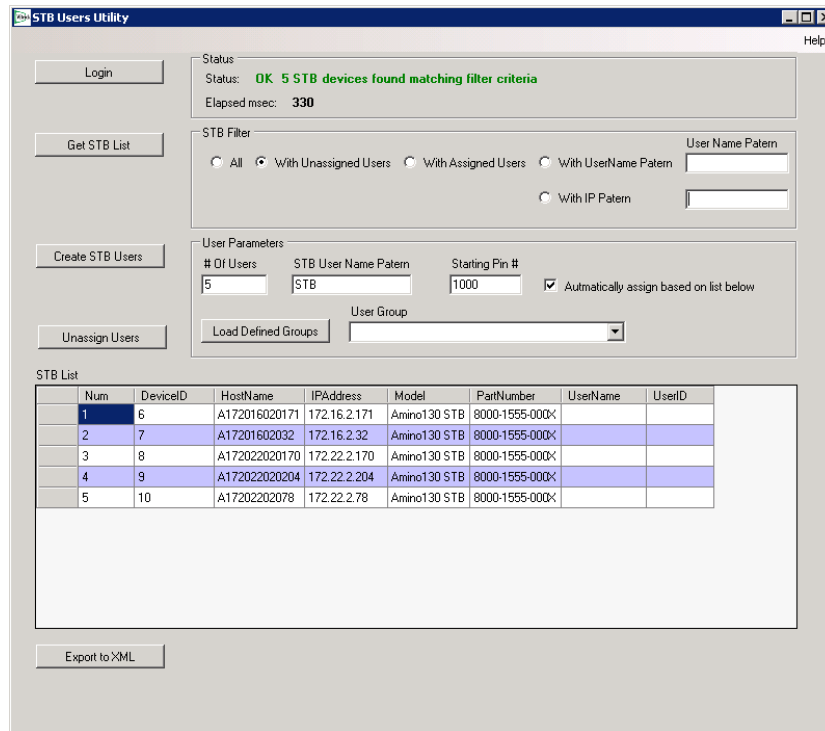 STB Users Utility
Help
Login
Status
Status: OK 5 STB devices found matching filter criteria
Elapsed msec: 330
Get STB List
STB Filter
User Name Patern
All With Unassigned Users With Assigned Users With UserName Patern
With IP Patern
Create STB Users
User Parameters
# Of Users STB User Name Patern Starting Pin #
5 STB 1000 Autmatically assign based on list below
User Group
Unassign Users Load Defined Groups
STB List
Num DeviceID HostName IPAddress Model PartNumber UserName UserID
1 6 A172016020171 172.16.2.171 Amino130 STB 8000-1555-000X
2 7 A17201602032 172.16.2.32 Amino130 STB 8000-1555-000X
3 8 A172022020170 172.22.2.170 Amino130 STB 8000-1555-000X
4 9 A172022020204 172.22.2.204 Amino130 STB 8000-1555-000X
5 10 A17202202078 172.22.2.78 Amino130 STB 8000-1555-000X
Export to XML